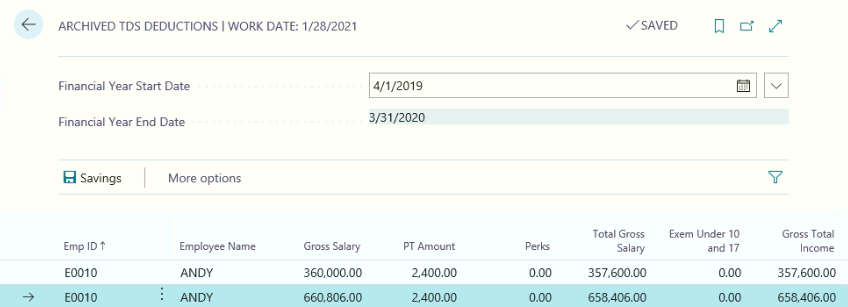 ARCHIVED TDS DEDUCTIONS | WORK DATE: 1/28/2021 SAVED
Financial Year Start Date 4/1/2019
Financial Year End Date 3/31/2020
Savings More options
Emp ID ↑ Employee Name Gross Salary PT Amount Perks Total Gross Salary Exem Under 10 and 17 Gross Total Income
E0010 ANDY 360,000.00 2,400.00 0.00 357,600.00 0.00 357,600.00
E0010 ANDY 660,806.00 2,400.00 0.00 658,406.00 0.00 658,406.00